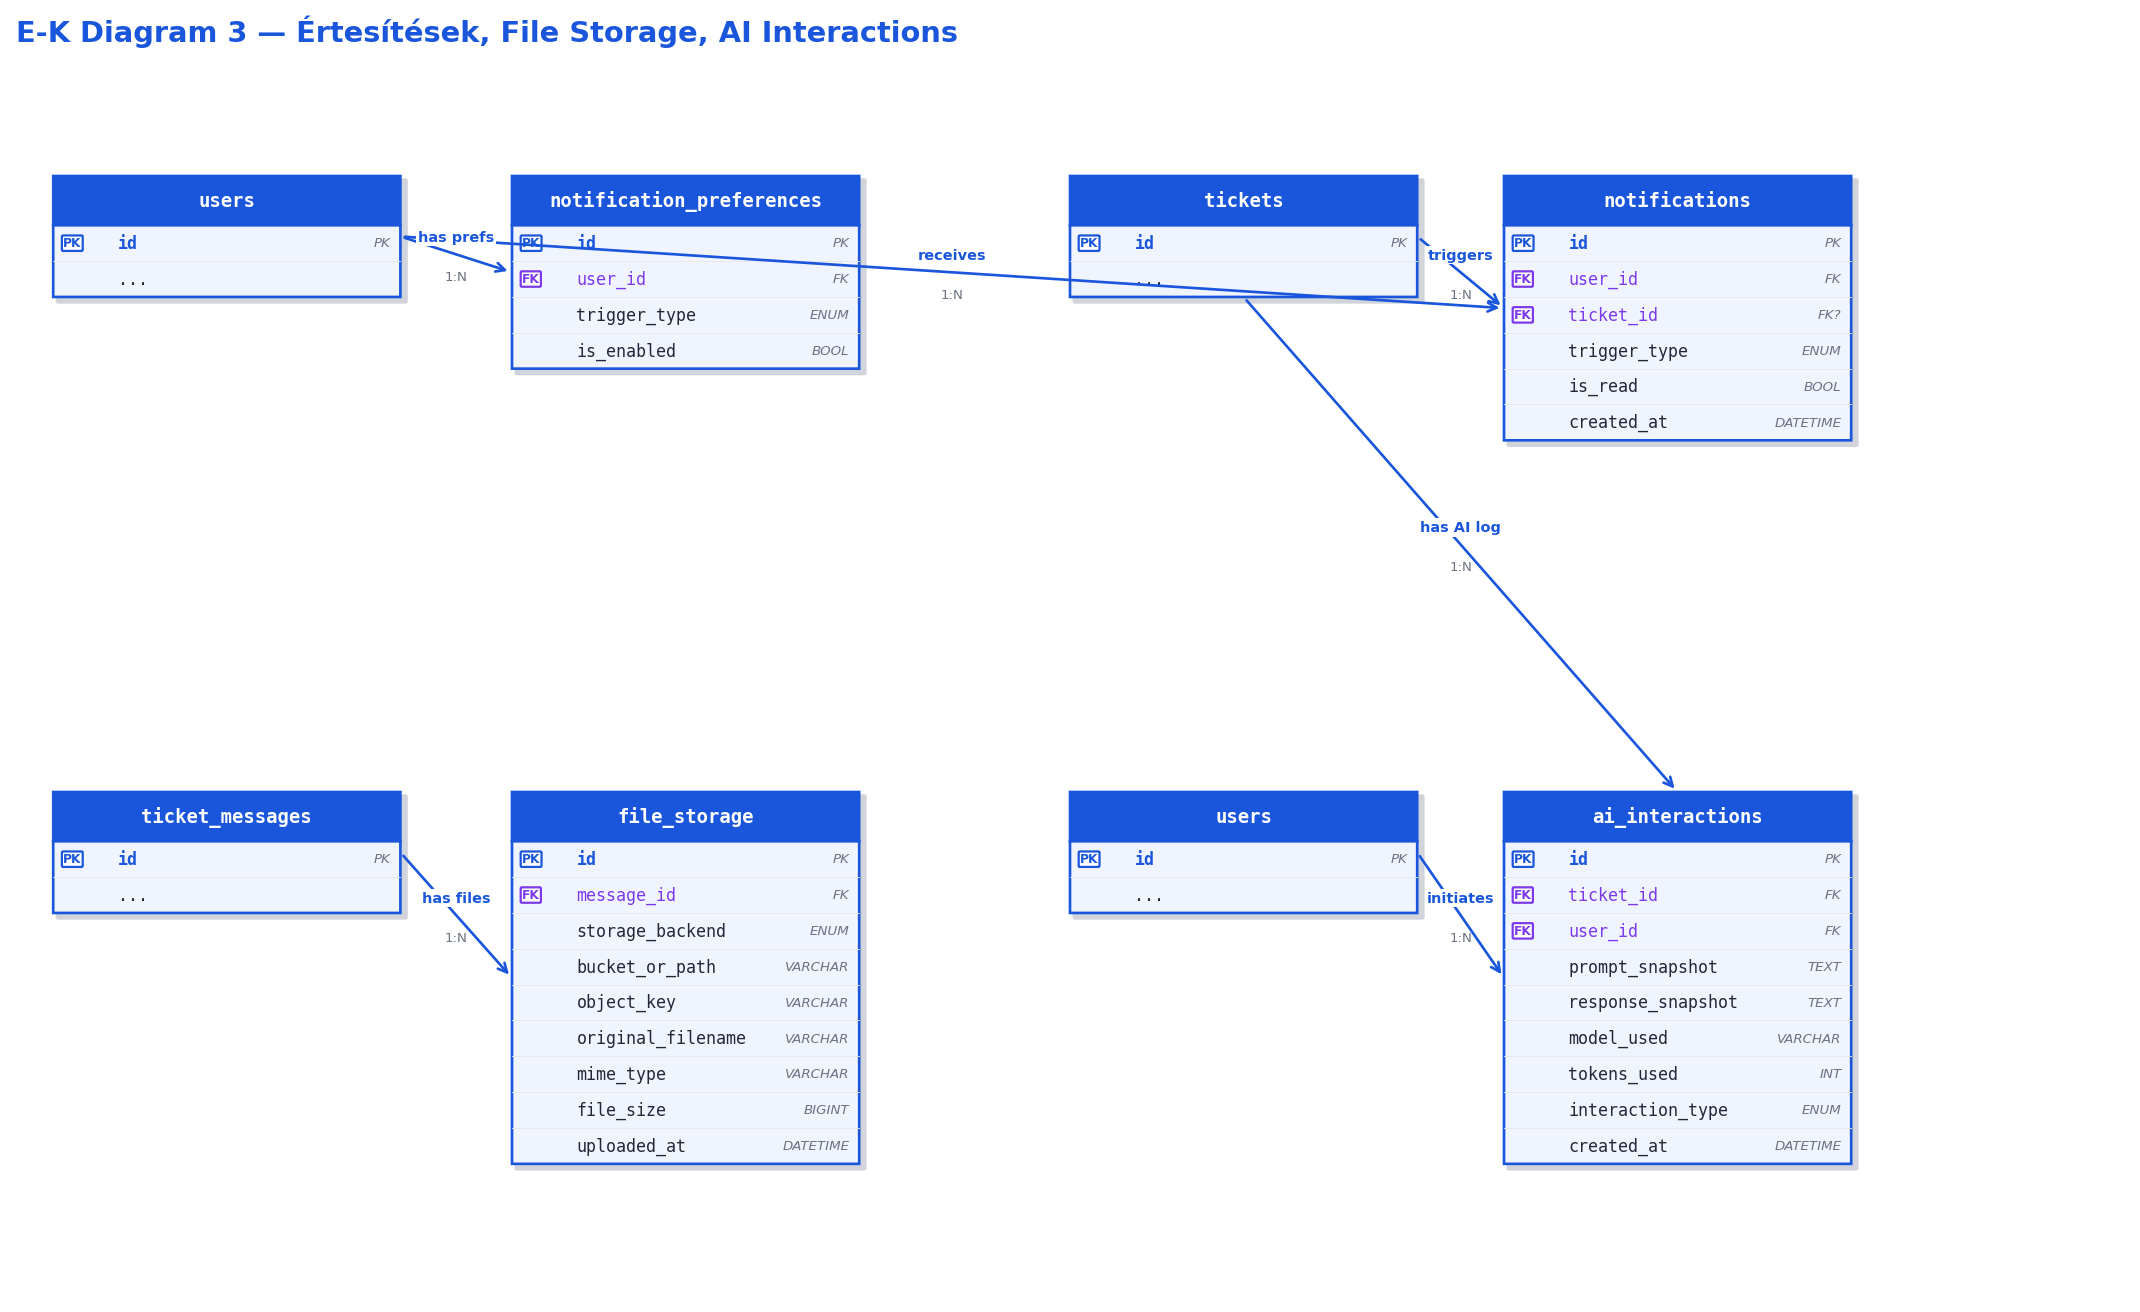 E-K Diagram 3 — Értesítések, File Storage, AI Interactions
users
PK id PK
...
has prefs
1:N
notification_preferences
PK id PK
FK user_id FK
trigger_type ENUM
is_enabled BOOL
receives
1:N
tickets
PK id PK
...
triggers
1:N
notifications
PK id PK
FK user_id FK
FK ticket_id FK?
trigger_type ENUM
is_read BOOL
created_at DATETIME
has AI log
1:N
ticket_messages
PK id PK
...
has files
1:N
file_storage
PK id PK
FK message_id FK
storage_backend ENUM
bucket_or_path VARCHAR
object_key VARCHAR
original_filename VARCHAR
mime_type VARCHAR
file_size BIGINT
uploaded_at DATETIME
users
PK id PK
...
initiates
1:N
ai_interactions
PK id PK
FK ticket_id FK
FK user_id FK
prompt_snapshot TEXT
response_snapshot TEXT
model_used VARCHAR
tokens_used INT
interaction_type ENUM
created_at DATETIME